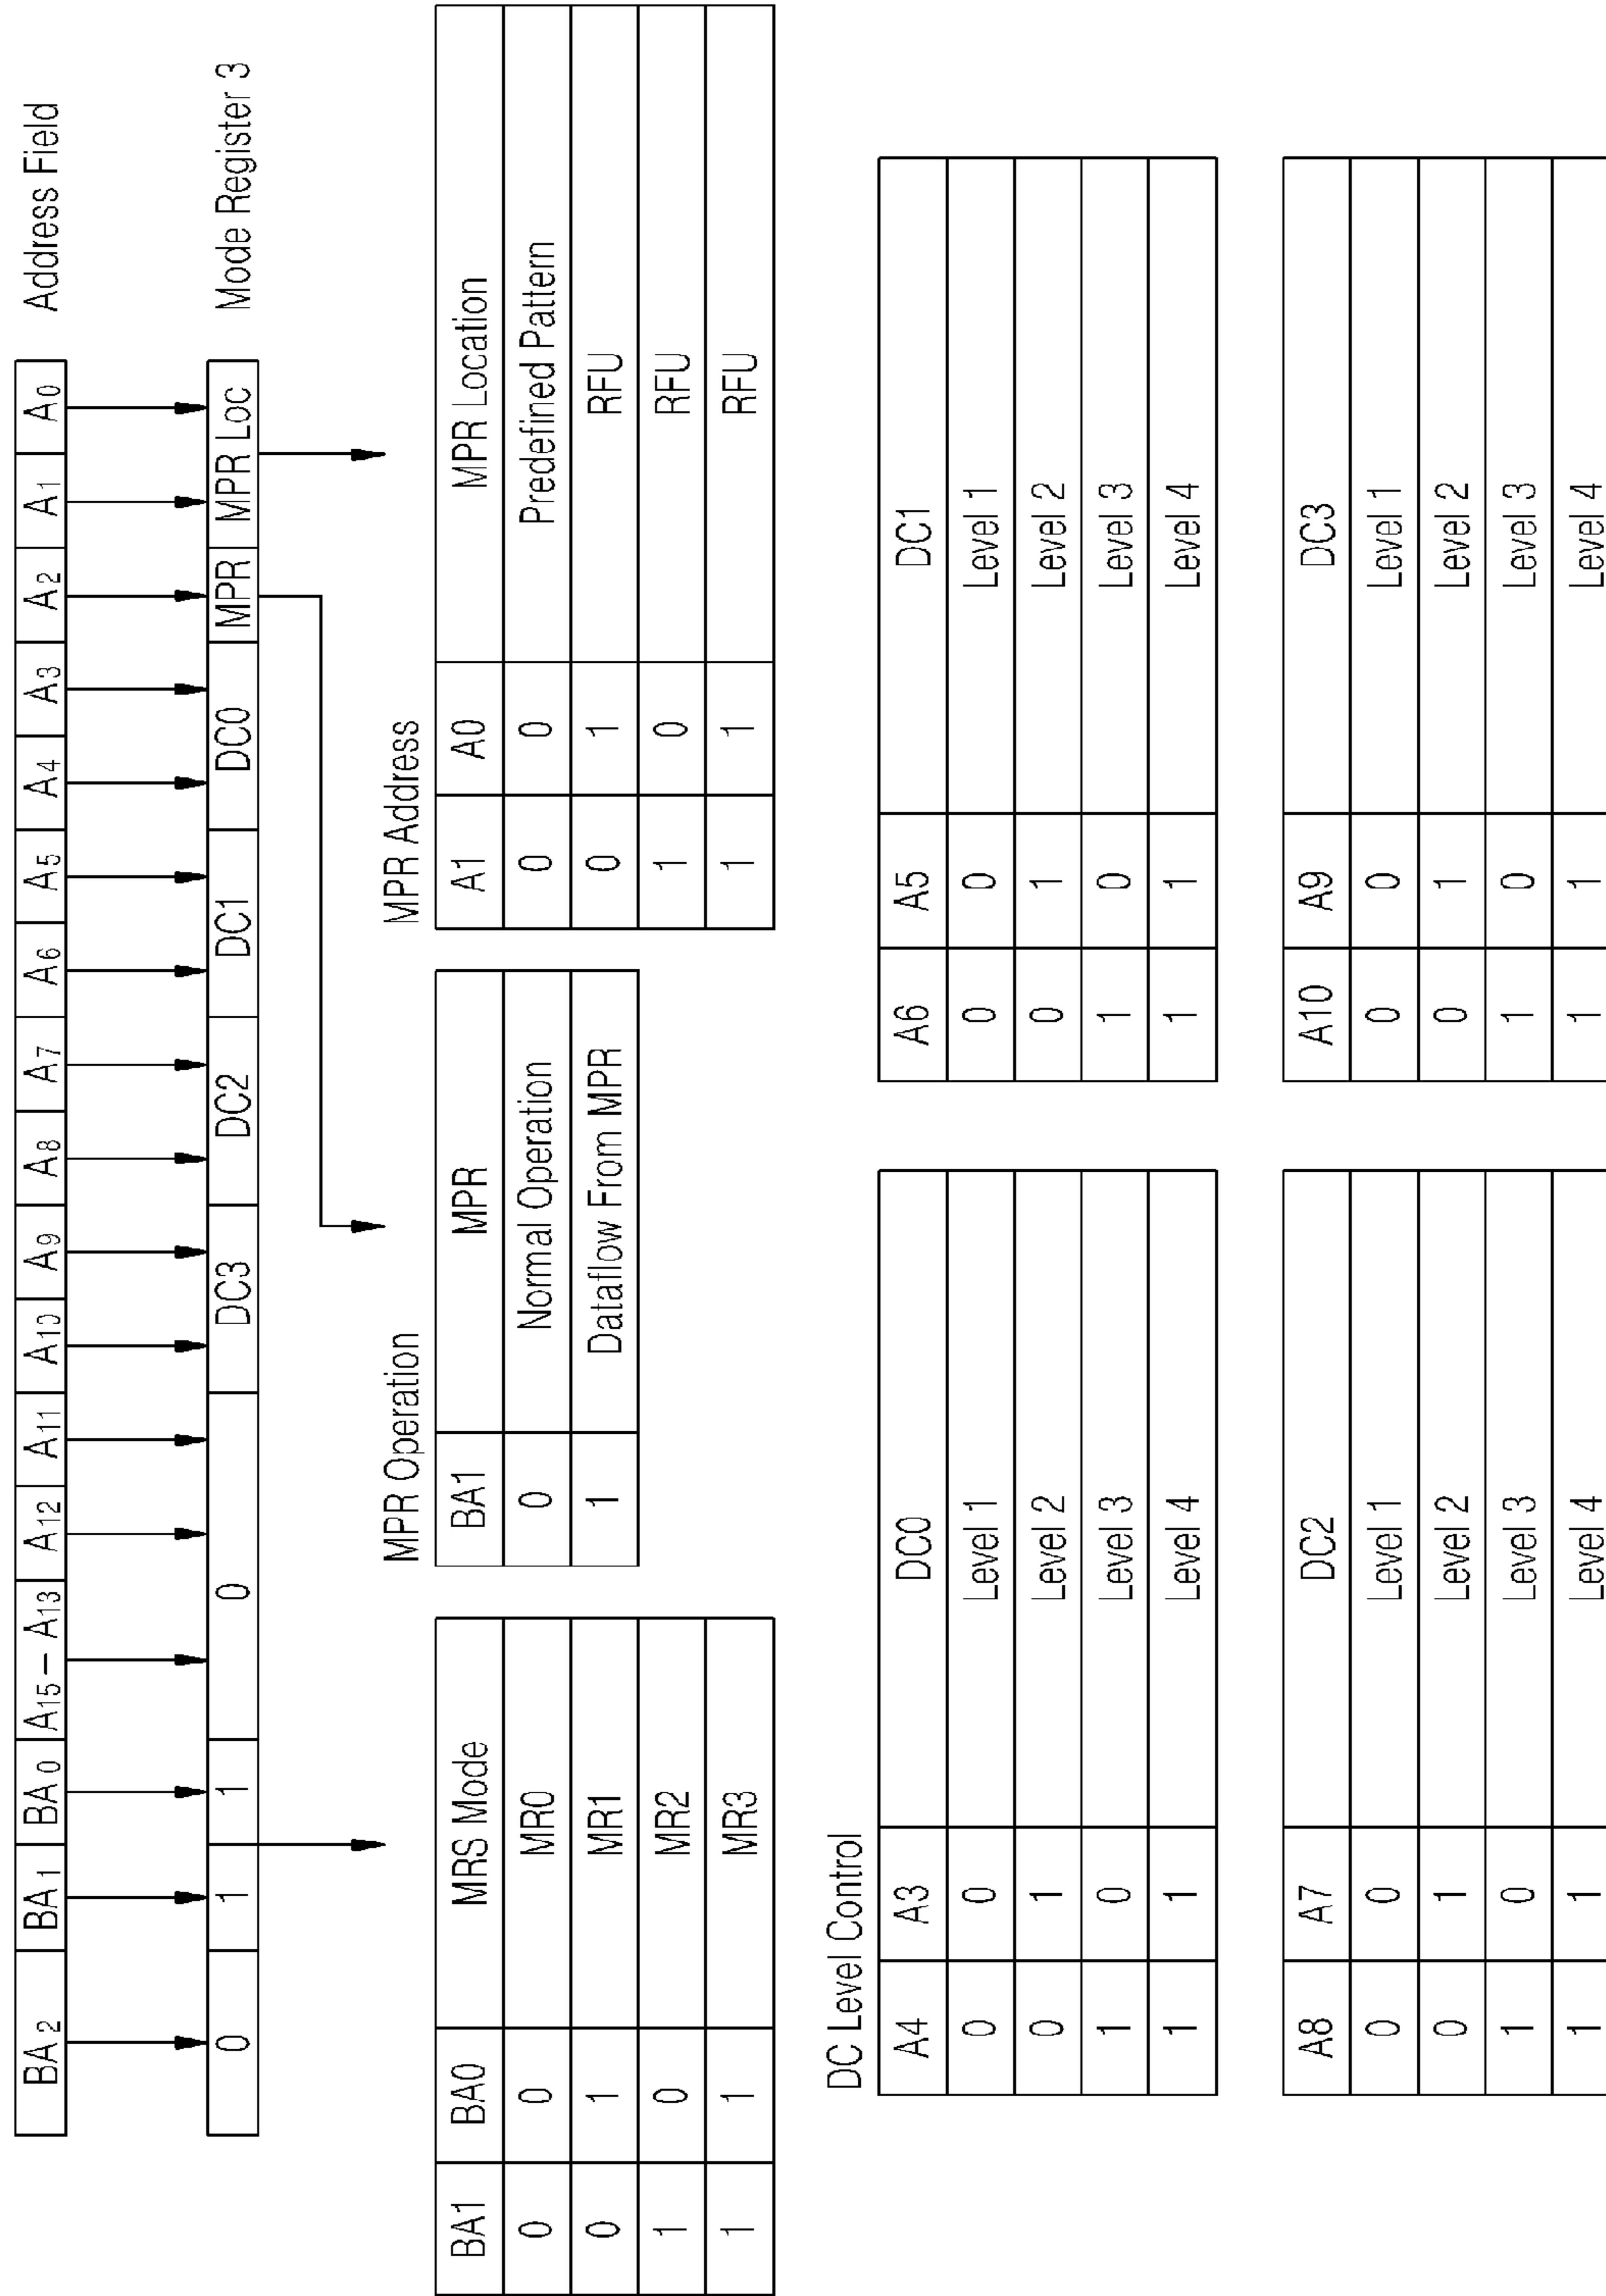 BA2 BA1 BA0 A15 – A13 A12 A11 A10 A9 A8 A7 A6 A5 A4 A3 A2 A1 A0 Address Field
0 1 1 0 DC3 DC2 DC1 DC0 MPR MPR Loc Mode Register 3
MPR Operation
MPR Address
BA1 BA0 MRS Mode
0 0 MR0
0 1 MR1
1 0 MR2
1 1 MR3
BA1 MPR
0 Normal Operation
1 Dataflow From MPR
A1 A0 MPR Location
0 0 Predefined Pattern
0 1 RFU
1 0 RFU
1 1 RFU
DC Level Control
A4 A3 DC0
0 0 Level 1
0 1 Level 2
1 0 Level 3
1 1 Level 4
A6 A5 DC1
0 0 Level 1
0 1 Level 2
1 0 Level 3
1 1 Level 4
A8 A7 DC2
0 0 Level 1
0 1 Level 2
1 0 Level 3
1 1 Level 4
A10 A9 DC3
0 0 Level 1
0 1 Level 2
1 0 Level 3
1 1 Level 4